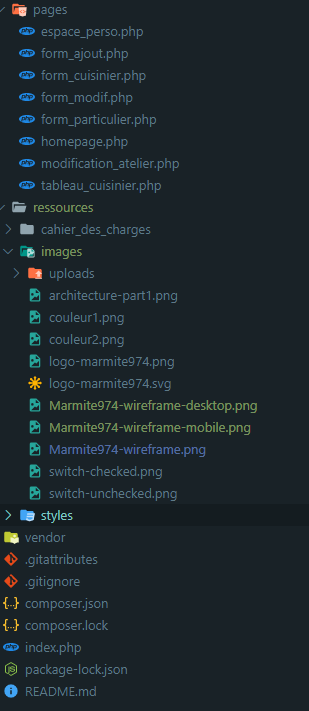 pages
espace_perso.php
form_ajout.php
form_cuisinier.php
form_modif.php
form_particulier.php
homepage.php
modification_atelier.php
tableau_cuisinier.php
ressources
cahier_des_charges
images
uploads
architecture-part1.png
couleur1.png
couleur2.png
logo-marmite974.png
logo-marmite974.svg
Marmite974-wireframe-desktop.png
Marmite974-wireframe-mobile.png
Marmite974-wireframe.png
switch-checked.png
switch-unchecked.png
styles
vendor
.gitattributes
.gitignore
composer.json
composer.lock
index.php
package-lock.json
README.md